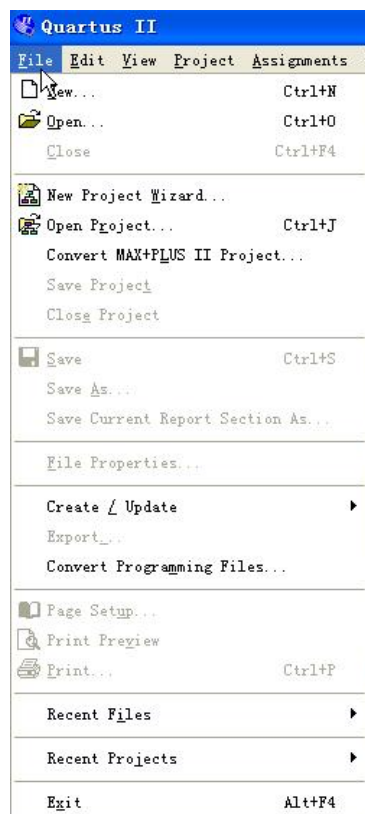 Quartus II
File Edit View Project Assignments
New... Ctrl+N
Open... Ctrl+O
Close Ctrl+F4
New Project Wizard...
Open Project... Ctrl+J
Convert MAX+PLUS II Project...
Save Project
Close Project
Save Ctrl+S
Save As...
Save Current Report Section As...
File Properties...
Create / Update
Export...
Convert Programming Files...
Page Setup...
Print Preview
Print... Ctrl+P
Recent Files
Recent Projects
Exit Alt+F4